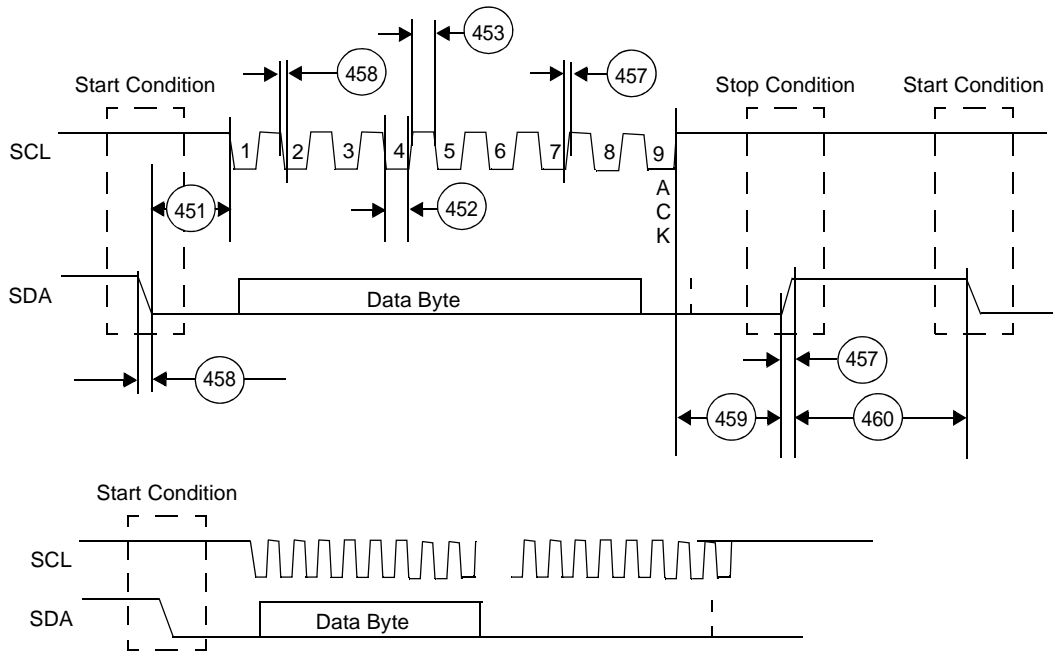 453
458
457
Start Condition
Stop Condition
Start Condition
SCL
1 2 3 4 5 6 7 8 9
A
C
K
451
452
SDA
Data Byte
458
457
459
460
Start Condition
SCL
SDA
Data Byte